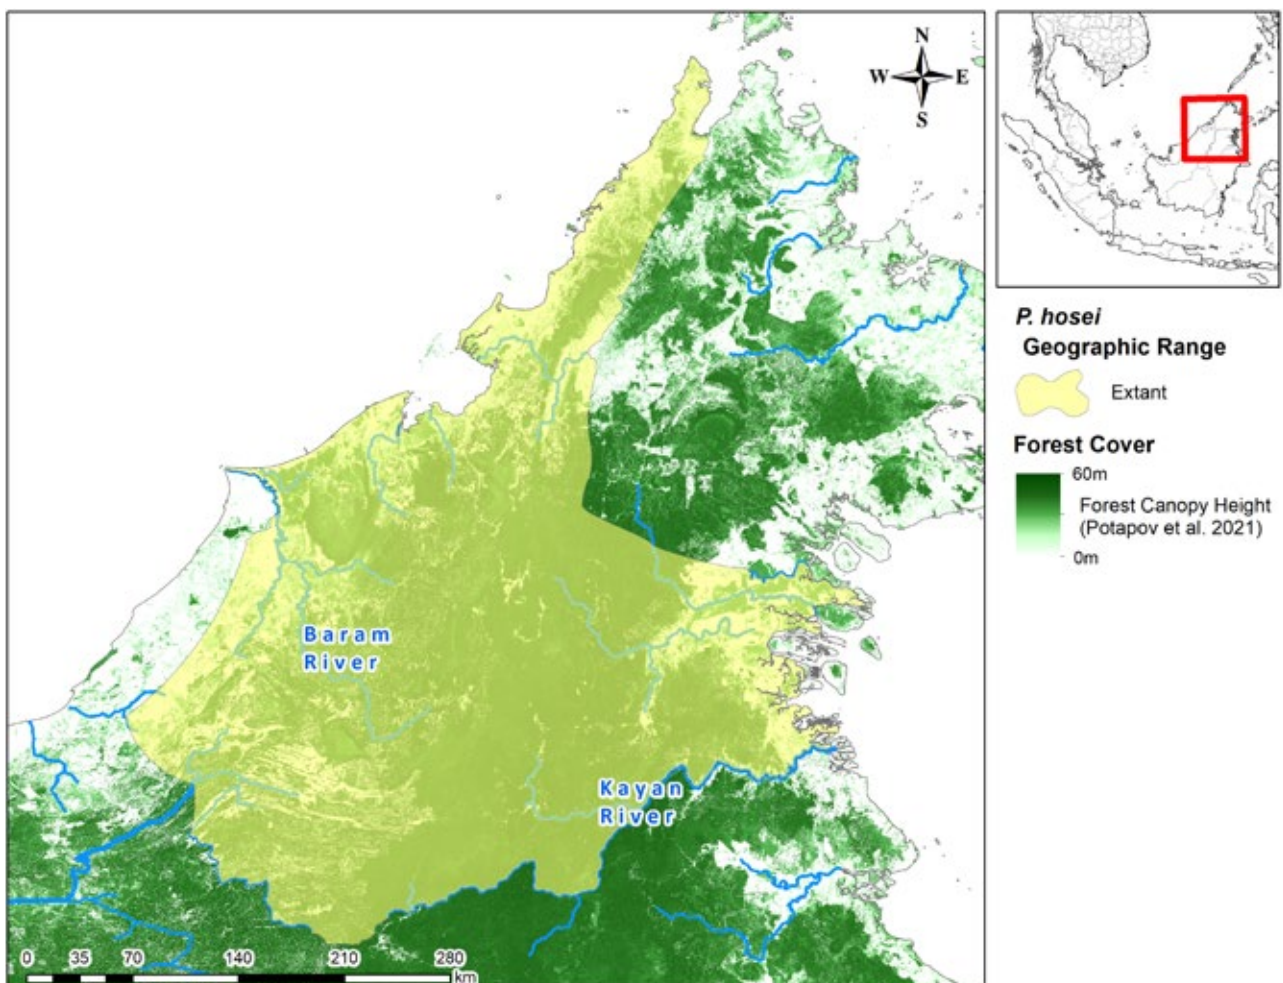 N
W E
S
Baram
River
Kayan
River
0 35 70 140 210 280
km
P. hosei
Geographic Range
Extant
Forest Cover
60m
Forest Canopy Height
(Potapov et al. 2021)
0m